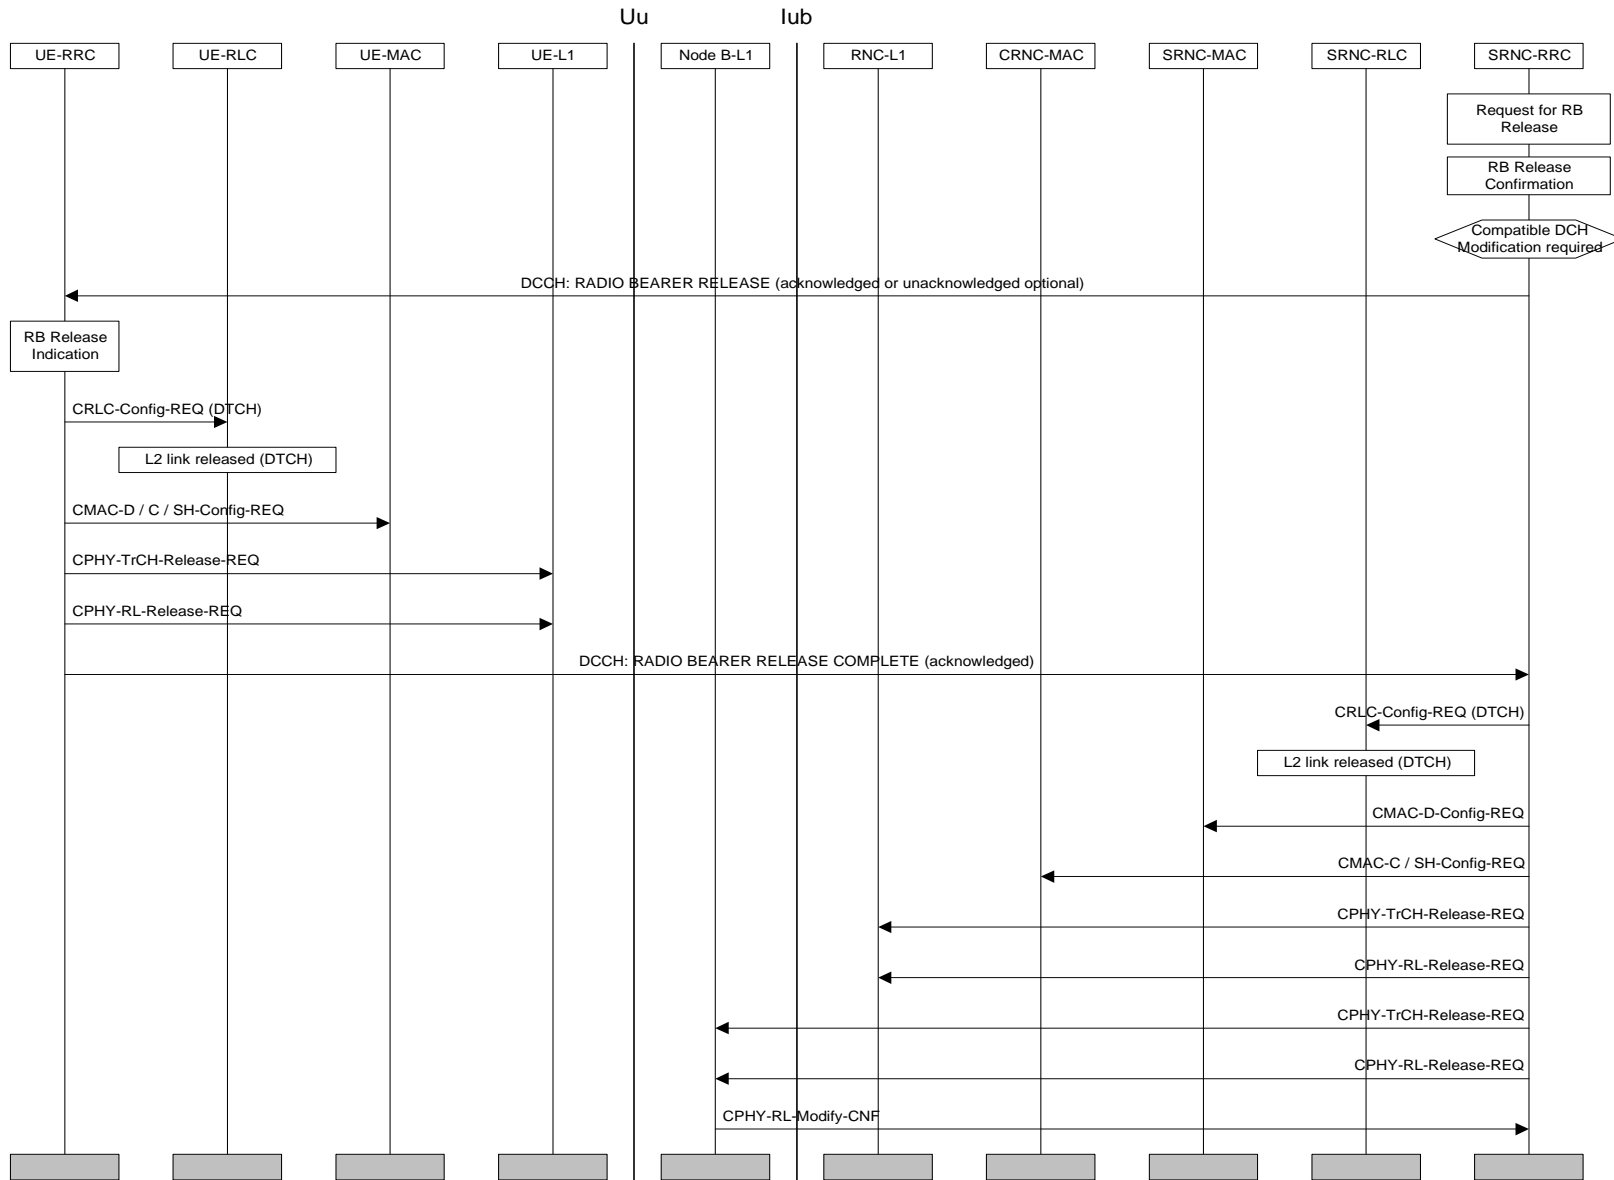 Uu
Iub
UE-RRC
UE-RLC
UE-MAC
UE-L1
Node B-L1
RNC-L1
CRNC-MAC
SRNC-MAC
SRNC-RLC
SRNC-RRC
Request for RB
Release
RB Release
Confirmation
Compatible DCH
Modification required
DCCH: RADIO BEARER RELEASE (acknowledged or unacknowledged optional)
RB Release
Indication
CRLC-Config-REQ (DTCH)
L2 link released (DTCH)
CMAC-D / C / SH-Config-REQ
CPHY-TrCH-Release-REQ
CPHY-RL-Release-REQ
DCCH: RADIO BEARER RELEASE COMPLETE (acknowledged)
CRLC-Config-REQ (DTCH)
L2 link released (DTCH)
CMAC-D-Config-REQ
CMAC-C / SH-Config-REQ
CPHY-TrCH-Release-REQ
CPHY-RL-Release-REQ
CPHY-TrCH-Release-REQ
CPHY-RL-Release-REQ
CPHY-RL-Modify-CNF